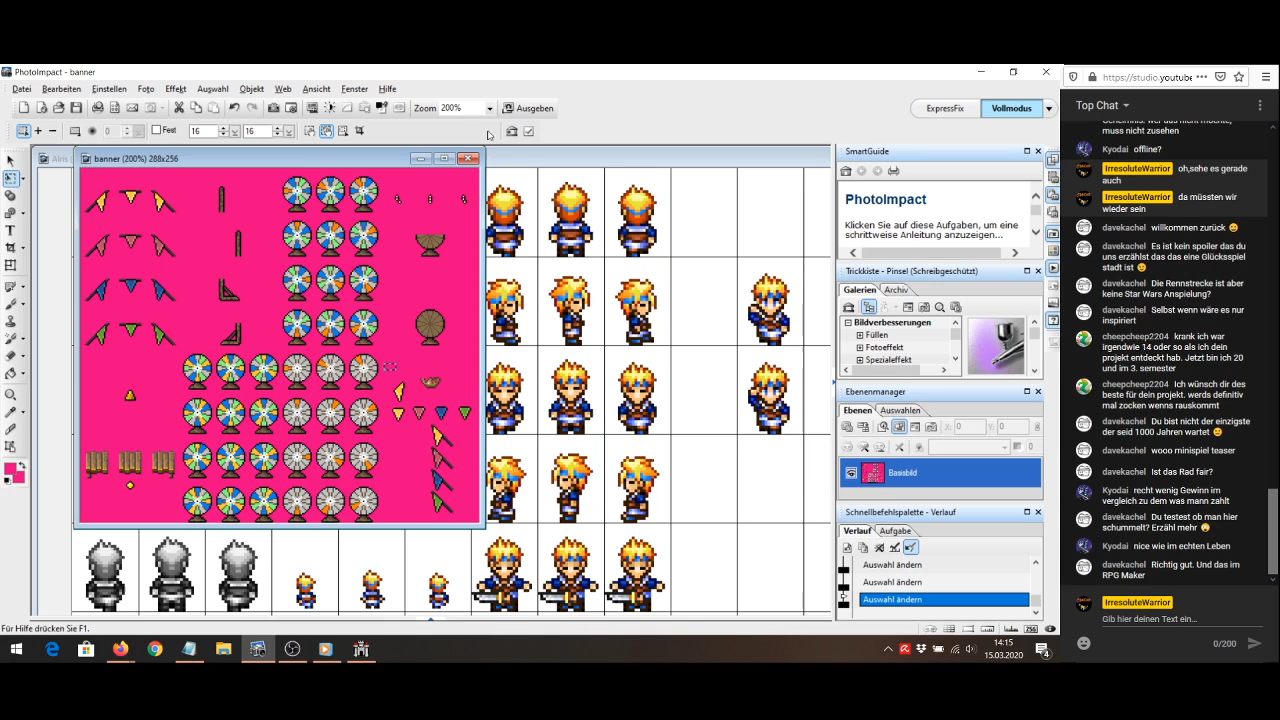 PhotoImpact - banner
https://studio.youtube
Datei Bearbeiten Einstellen Foto Effekt Auswahl Objekt Web Ansicht Fenster Hilfe
Top Chat
Zoom 200% Ausgeben ExpressFix Vollmodus
muss nicht zusehen
Fest 16 16
Kyodai offline?
banner (200%) 288x256
SmartGuide
IrresoluteWarrior oh,sehe es gerade
auch
IrresoluteWarrior da müssten wir
wieder sein
PhotoImpact
Klicken Sie auf diese Aufgaben, um eine
schrittweise Anleitung anzuzeigen...
davekachel willkommen zurück
davekachel Es ist kein spoiler das du
uns erzählst das das eine Glücksspiel
stadt ist
Trickkiste - Pinsel (Schreibgeschützt)
davekachel Die Rennstrecke ist aber
keine Star Wars Anspielung?
Galerien Archiv
davekachel Selbst wenn wäre es nur
inspiriert
Bildverbesserungen
Füllen
Fotoeffekt
Spezialeffekt
cheepcheep2204 krank ich war
irgendwie 14 oder so als ich dein
projekt entdeckt hab. Jetzt bin ich 20
und im 3. semester
Ebenenmanager
cheepcheep2204 Ich wünsch dir des
beste für dein projekt. werds definitiv
mal zocken wenns rauskommt
Ebenen Auswahlen
X: 0 Y: 0
0
davekachel Du bist nicht der einzigste
der seid 1000 Jahren wartet
davekachel wooo minispiel teaser
Basisbild
davekachel Ist das Rad fair?
Kyodai recht wenig Gewinn im
vergleich zu dem was mann zahlt
Schnellbefehlspalette - Verlauf
Verlauf Aufgabe
davekachel Du testest ob man hier
schummelt? Erzähl mehr
Kyodai nice wie im echten Leben
Auswahl ändern
Auswahl ändern
Auswahl ändern
davekachel Richtig gut. Und das im
RPG Maker
IrresoluteWarrior
Gib hier deinen Text ein...
Für Hilfe drücken Sie F1.
0/200
14:15
15.03.2020
4